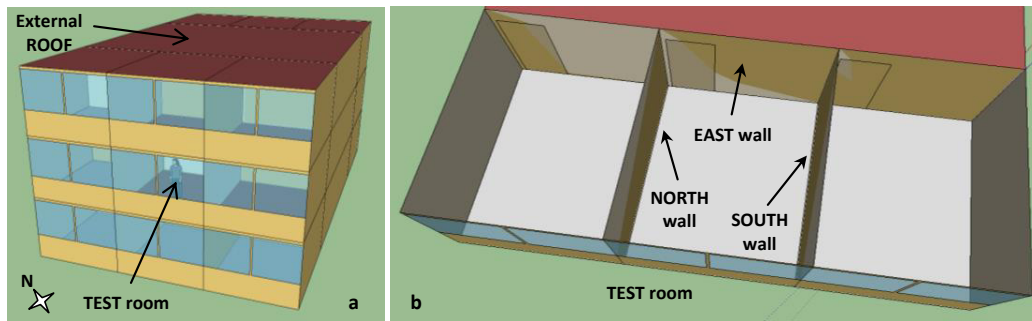 External
ROOF
N
TEST room
a
b
EAST wall
NORTH
wall
SOUTH
wall
TEST room